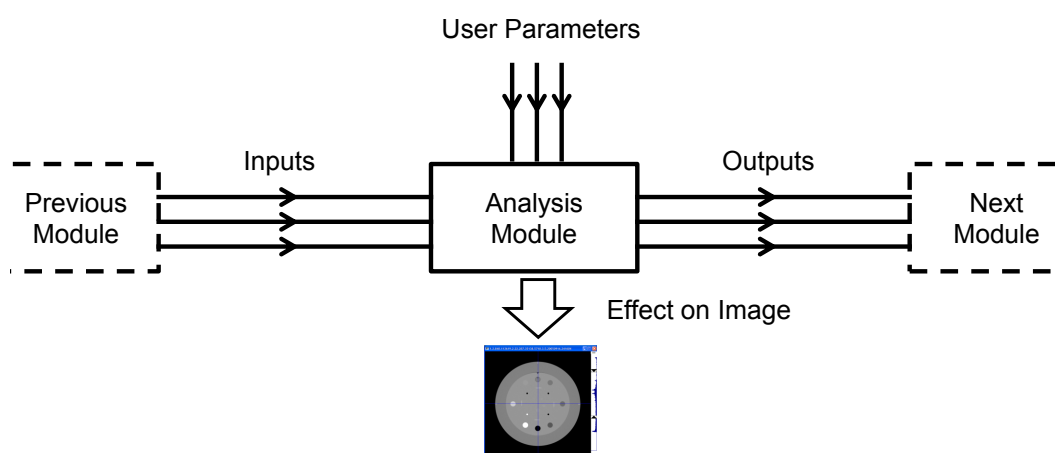 User Parameters
Inputs
Outputs
Previous
Module
Analysis
Module
Next
Module
Effect on Image